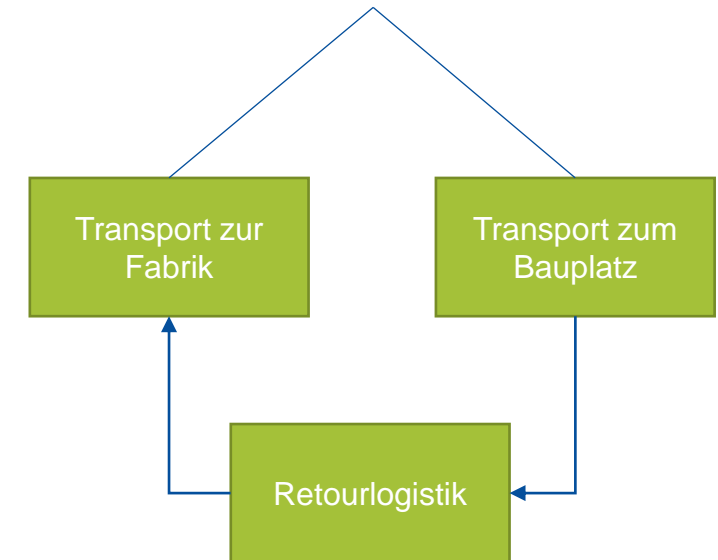 Transport zur
Fabrik
Transport zum
Bauplatz
Retourlogistik